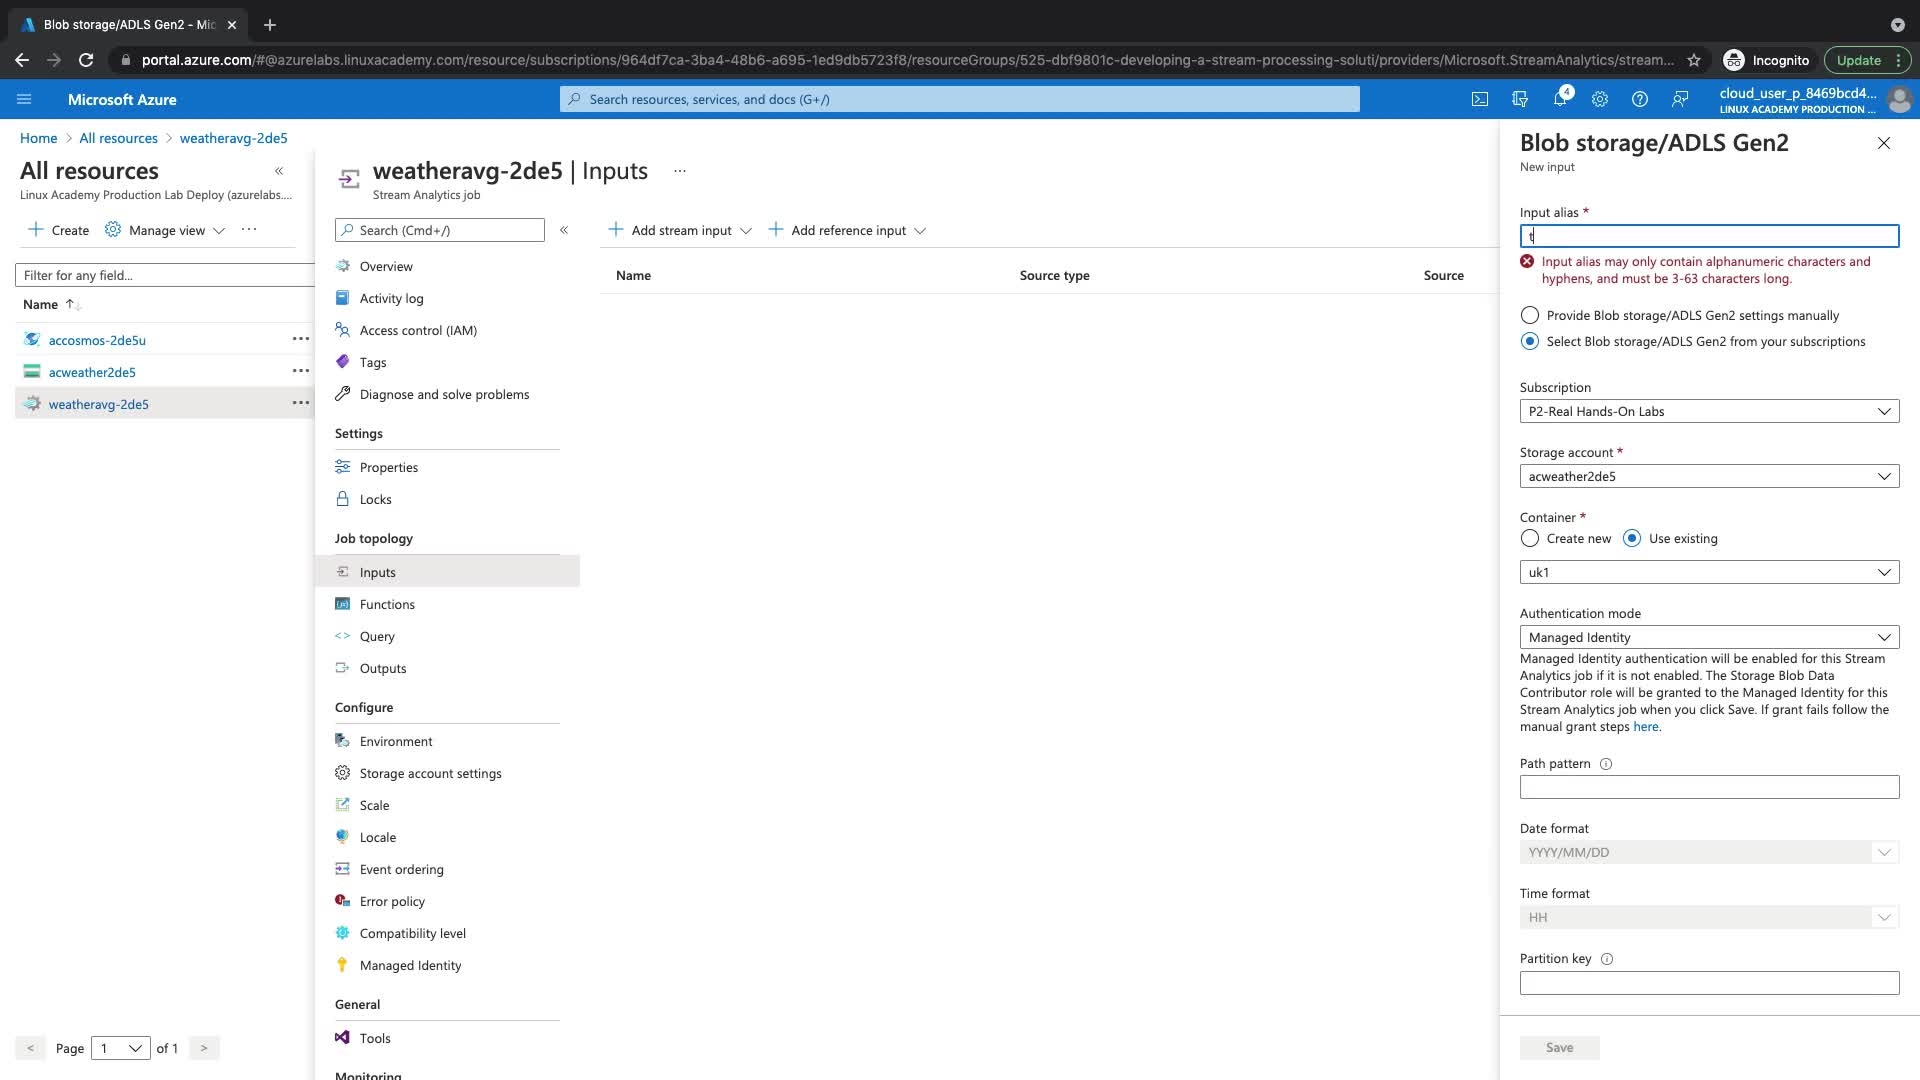 Blob storage/ADLS Gen2 - Mic
portal.azure.com/#@azurelabs.linuxacademy.com/resource/subscriptions/964df7ca-3ba4-48b6-a695-1ed9db5723f8/resourceGroups/525-dbf9801c-developing-a-stream-processing-soluti/providers/Microsoft.StreamAnalytics/stream...
Incognito
Update
Microsoft Azure
Search resources, services, and docs (G+/)
4
cloud_user_p_8469bcd4...
LINUX ACADEMY PRODUCTION ...
Home > All resources > weatheravg-2de5
All resources
Linux Academy Production Lab Deploy (azurelabs....
Create
Manage view
Filter for any field...
Name
accosmos-2de5u
acweather2de5
weatheravg-2de5
Page 1 of 1
weatheravg-2de5 | Inputs
Stream Analytics job
Search (Cmd+/)
Overview
Activity log
Access control (IAM)
Tags
Diagnose and solve problems
Settings
Properties
Locks
Job topology
Inputs
Functions
Query
Outputs
Configure
Environment
Storage account settings
Scale
Locale
Event ordering
Error policy
Compatibility level
Managed Identity
General
Tools
Monitoring
Add stream input
Add reference input
Name
Source type
Source
Blob storage/ADLS Gen2
New input
Input alias *
t
Input alias may only contain alphanumeric characters and
hyphens, and must be 3-63 characters long.
Provide Blob storage/ADLS Gen2 settings manually
Select Blob storage/ADLS Gen2 from your subscriptions
Subscription
P2-Real Hands-On Labs
Storage account *
acweather2de5
Container *
Create new
Use existing
uk1
Authentication mode
Managed Identity
Managed Identity authentication will be enabled for this Stream
Analytics job if it is not enabled. The Storage Blob Data
Contributor role will be granted to the Managed Identity for this
Stream Analytics job when you click Save. If grant fails follow the
manual grant steps here.
Path pattern
Date format
YYYY/MM/DD
Time format
HH
Partition key
Save